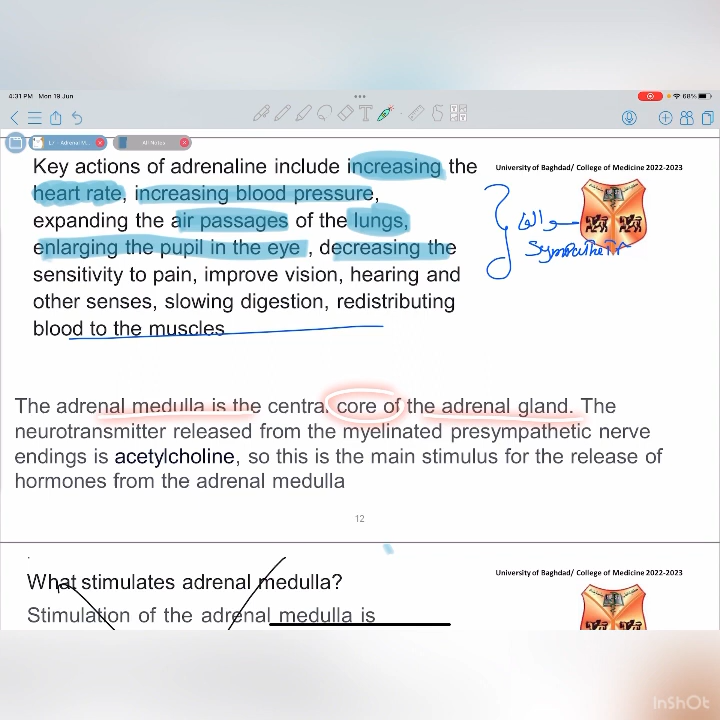 4:31 PM Mon 19 Jun
68%
L7 - Adrenal M...
All Notes
Key actions of adrenaline include increasing the
heart rate, increasing blood pressure,
expanding the air passages of the lungs,
enlarging the pupil in the eye , decreasing the
sensitivity to pain, improve vision, hearing and
other senses, slowing digestion, redistributing
blood to the muscles
University of Baghdad/ College of Medicine 2022-2023
Sympathetic
The adrenal medulla is the central core of the adrenal gland. The
neurotransmitter released from the myelinated presympathetic nerve
endings is acetylcholine, so this is the main stimulus for the release of
hormones from the adrenal medulla
12
What stimulates adrenal medulla?
University of Baghdad/ College of Medicine 2022-2023
Stimulation of the adrenal medulla is
InShOt